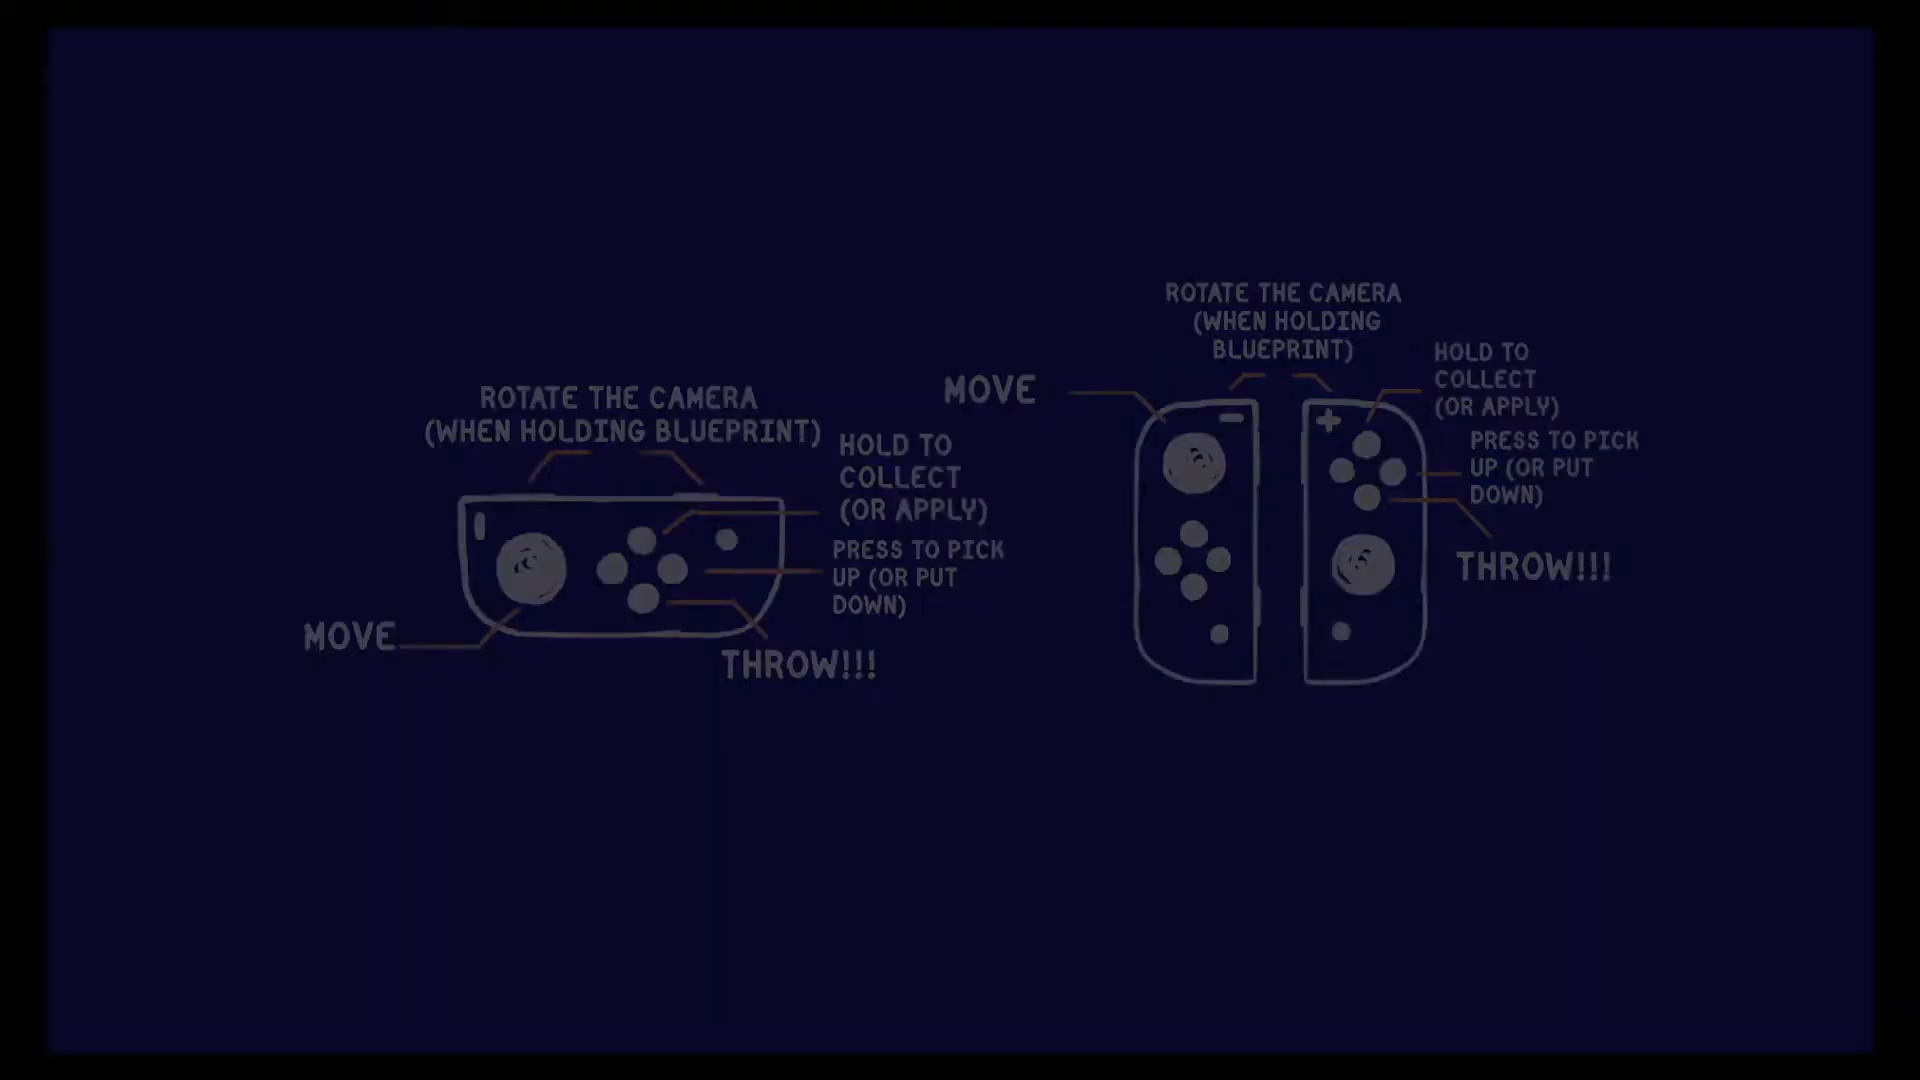 ROTATE THE CAMERA
(WHEN HOLDING BLUEPRINT)
HOLD TO
COLLECT
(OR APPLY)
PRESS TO PICK
UP (OR PUT
DOWN)
MOVE
THROW!!!
ROTATE THE CAMERA
(WHEN HOLDING
BLUEPRINT)
MOVE
HOLD TO
COLLECT
(OR APPLY)
PRESS TO PICK
UP (OR PUT
DOWN)
THROW!!!